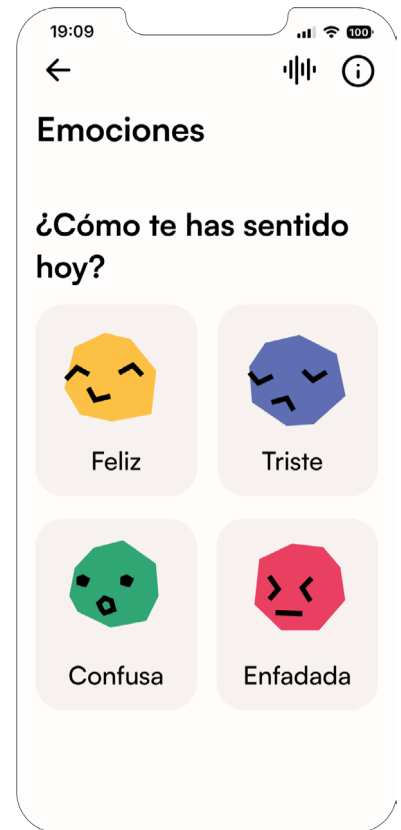 19:09
100
Emociones
¿Cómo te has sentido
hoy?
Feliz
Triste
Confusa
Enfadada